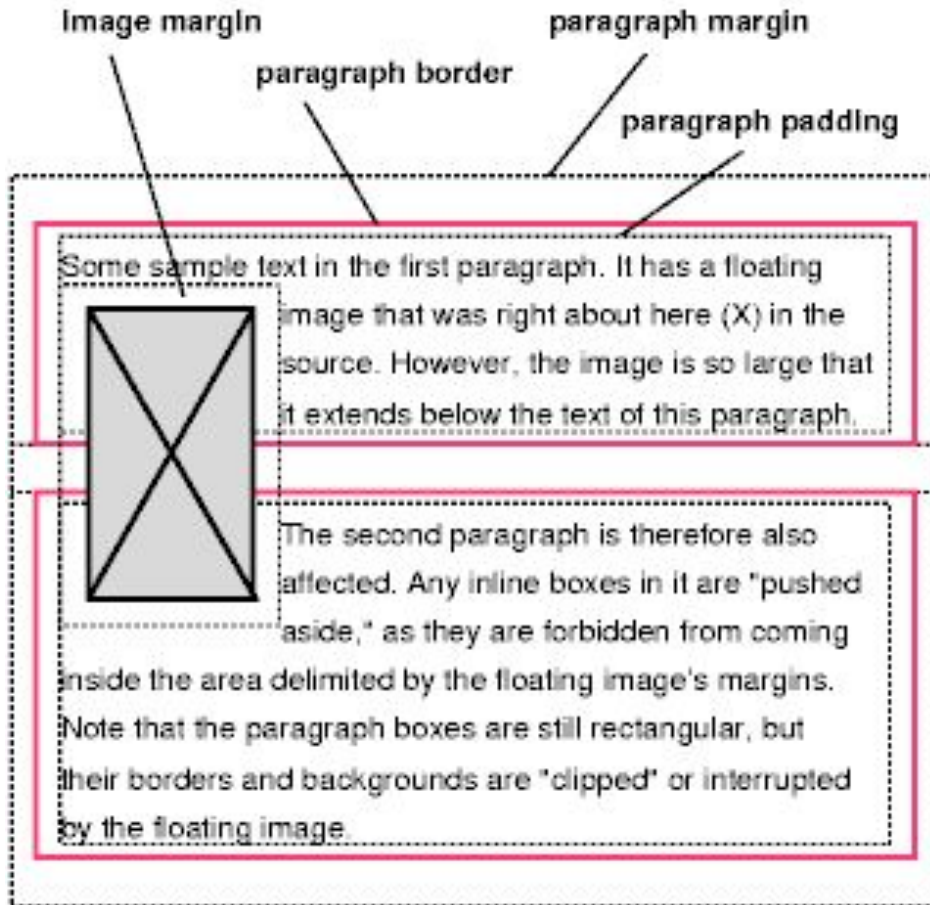 Image margin
paragraph margin
paragraph border
paragraph padding
Some sample text in the first paragraph. It has a floating
image that was right about here (X) in the
source. However, the image is so large that
it extends below the text of this paragraph.
The second paragraph is therefore also
affected. Any inline boxes in it are "pushed
aside," as they are forbidden from coming
inside the area delimited by the floating image's margins.
Note that the paragraph boxes are still rectangular, but
their borders and backgrounds are "clipped" or interrupted
by the floating image.